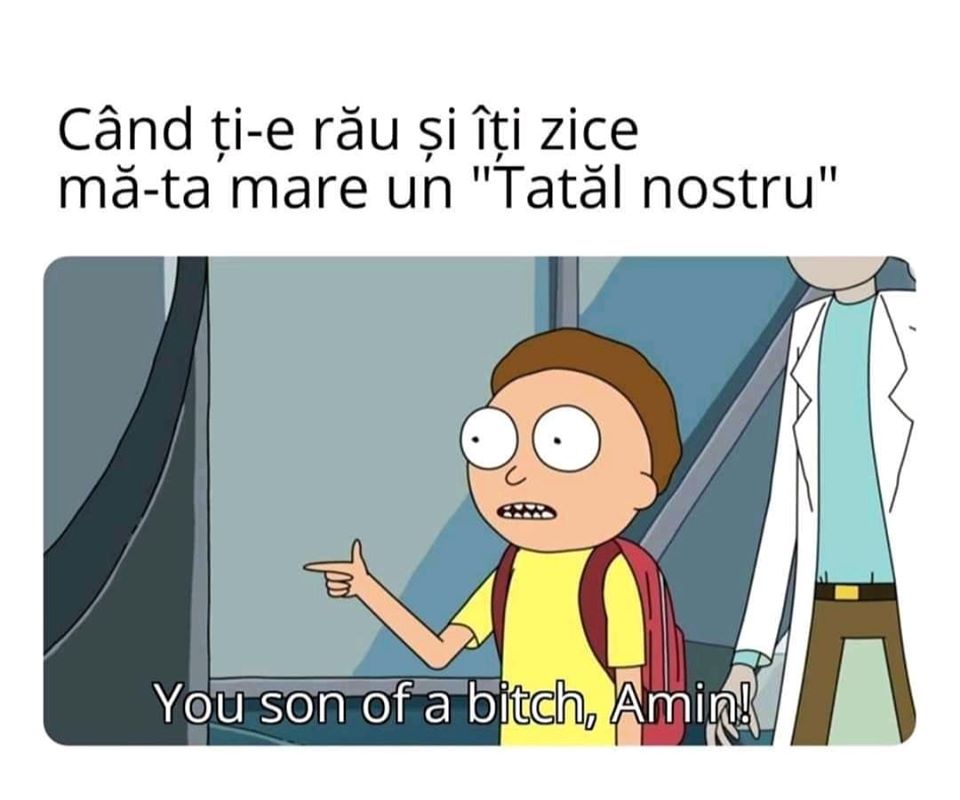 Când ți-e rău și îți zice
mă-ta mare un "Tatăl nostru"
You son of a bitch, Amin!